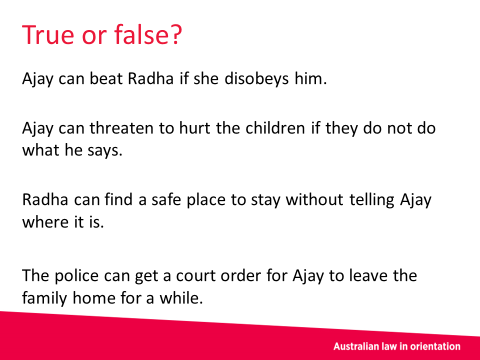 True or false?
Ajay can beat Radha if she disobeys him.
Ajay can threaten to hurt the children if they do not do
what he says.
Radha can find a safe place to stay without telling Ajay
where it is.
The police can get a court order for Ajay to leave the
family home for a while.
Australian law in orientation